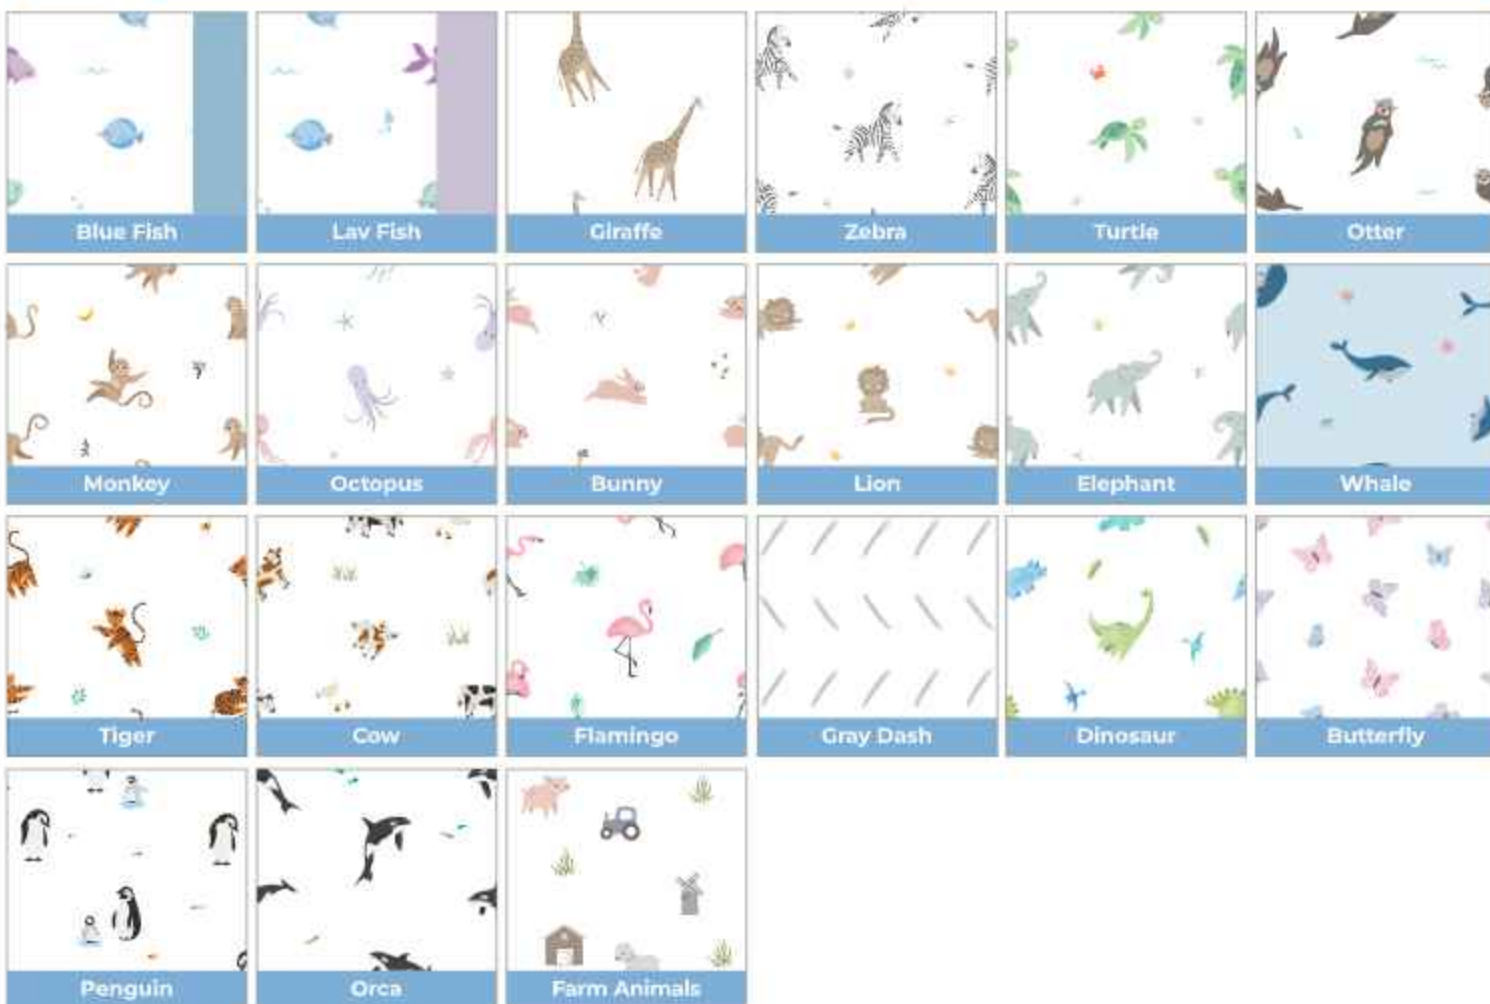 Blue Fish
Lav Fish
Giraffe
Zebra
Turtle
Otter
Monkey
Octopus
Bunny
Lion
Elephant
Whale
Tiger
Cow
Flamingo
Gray Dash
Dinosaur
Butterfly
Penguin
Orca
Farm Animals